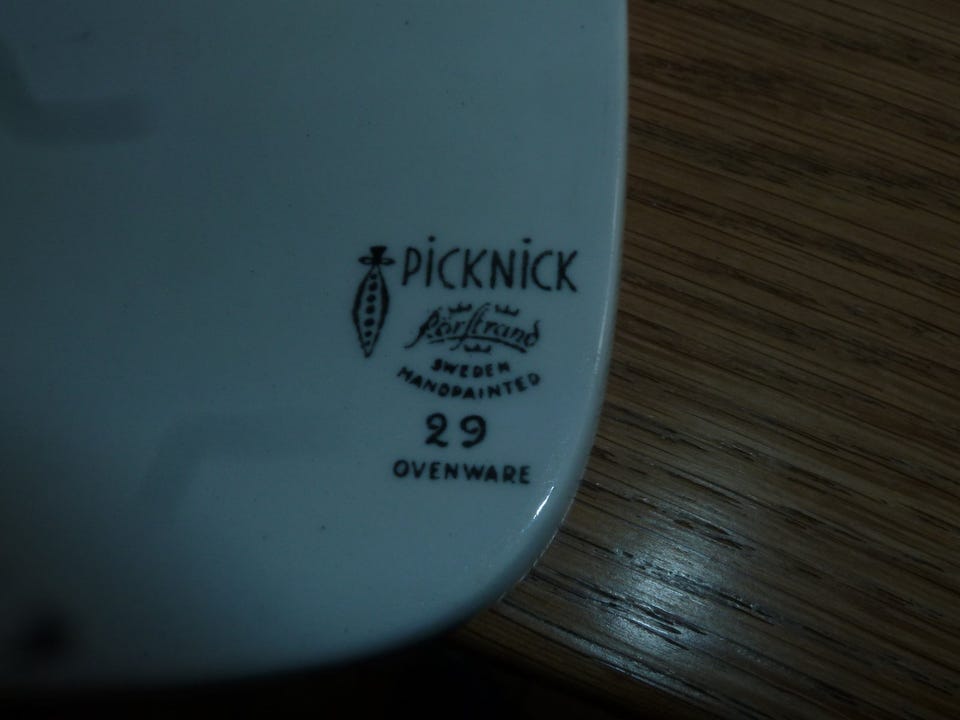 PiCKNiCK
Rörstrand
SWEDEN
HANDPAINTED
29
OVENWARE